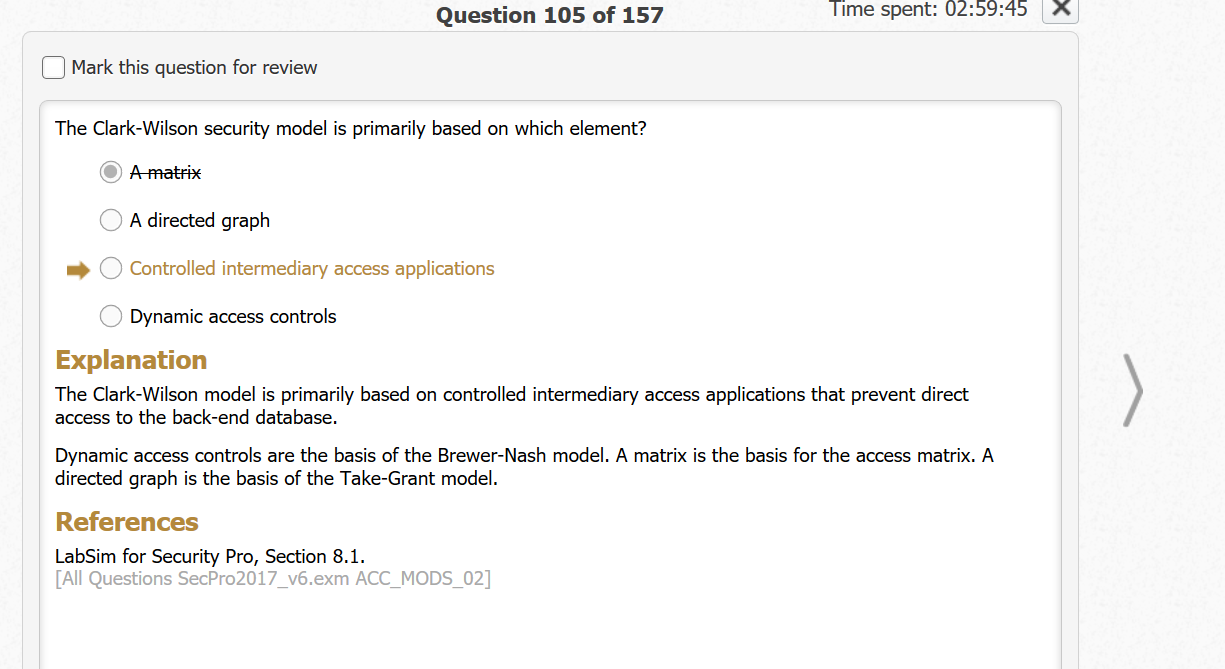 Question 105 of 157
Time spent: 02:59:45
Mark this question for review
The Clark-Wilson security model is primarily based on which element?
A matrix
A directed graph
Controlled intermediary access applications
Dynamic access controls
Explanation
The Clark-Wilson model is primarily based on controlled intermediary access applications that prevent direct
access to the back-end database.
Dynamic access controls are the basis of the Brewer-Nash model. A matrix is the basis for the access matrix. A
directed graph is the basis of the Take-Grant model.
References
LabSim for Security Pro, Section 8.1.
[All Questions SecPro2017_v6.exm ACC_MODS_02]